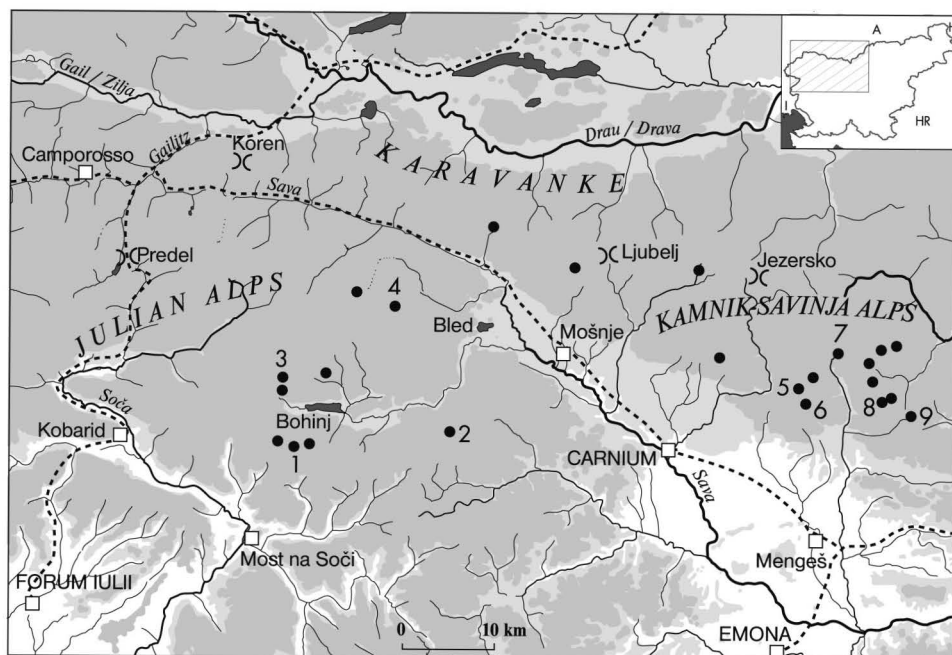 A
I
HR
Gail / Zilja
Gailitz
Kŏren
Camporosso
Drau / Drava
KARAVANKE
Sava
Predel
Ljubelj
Jezersko
JULIAN ALPS
KAMNIK-SAVINJA ALPS
4
Bled
Mošnje
7
3
5
6
8
9
Soča
Bohinj
Kobarid
1
2
CARNIUM
Sava
Most na Soči
Mengeš
FORUM IULII
0 10 km
EMONA